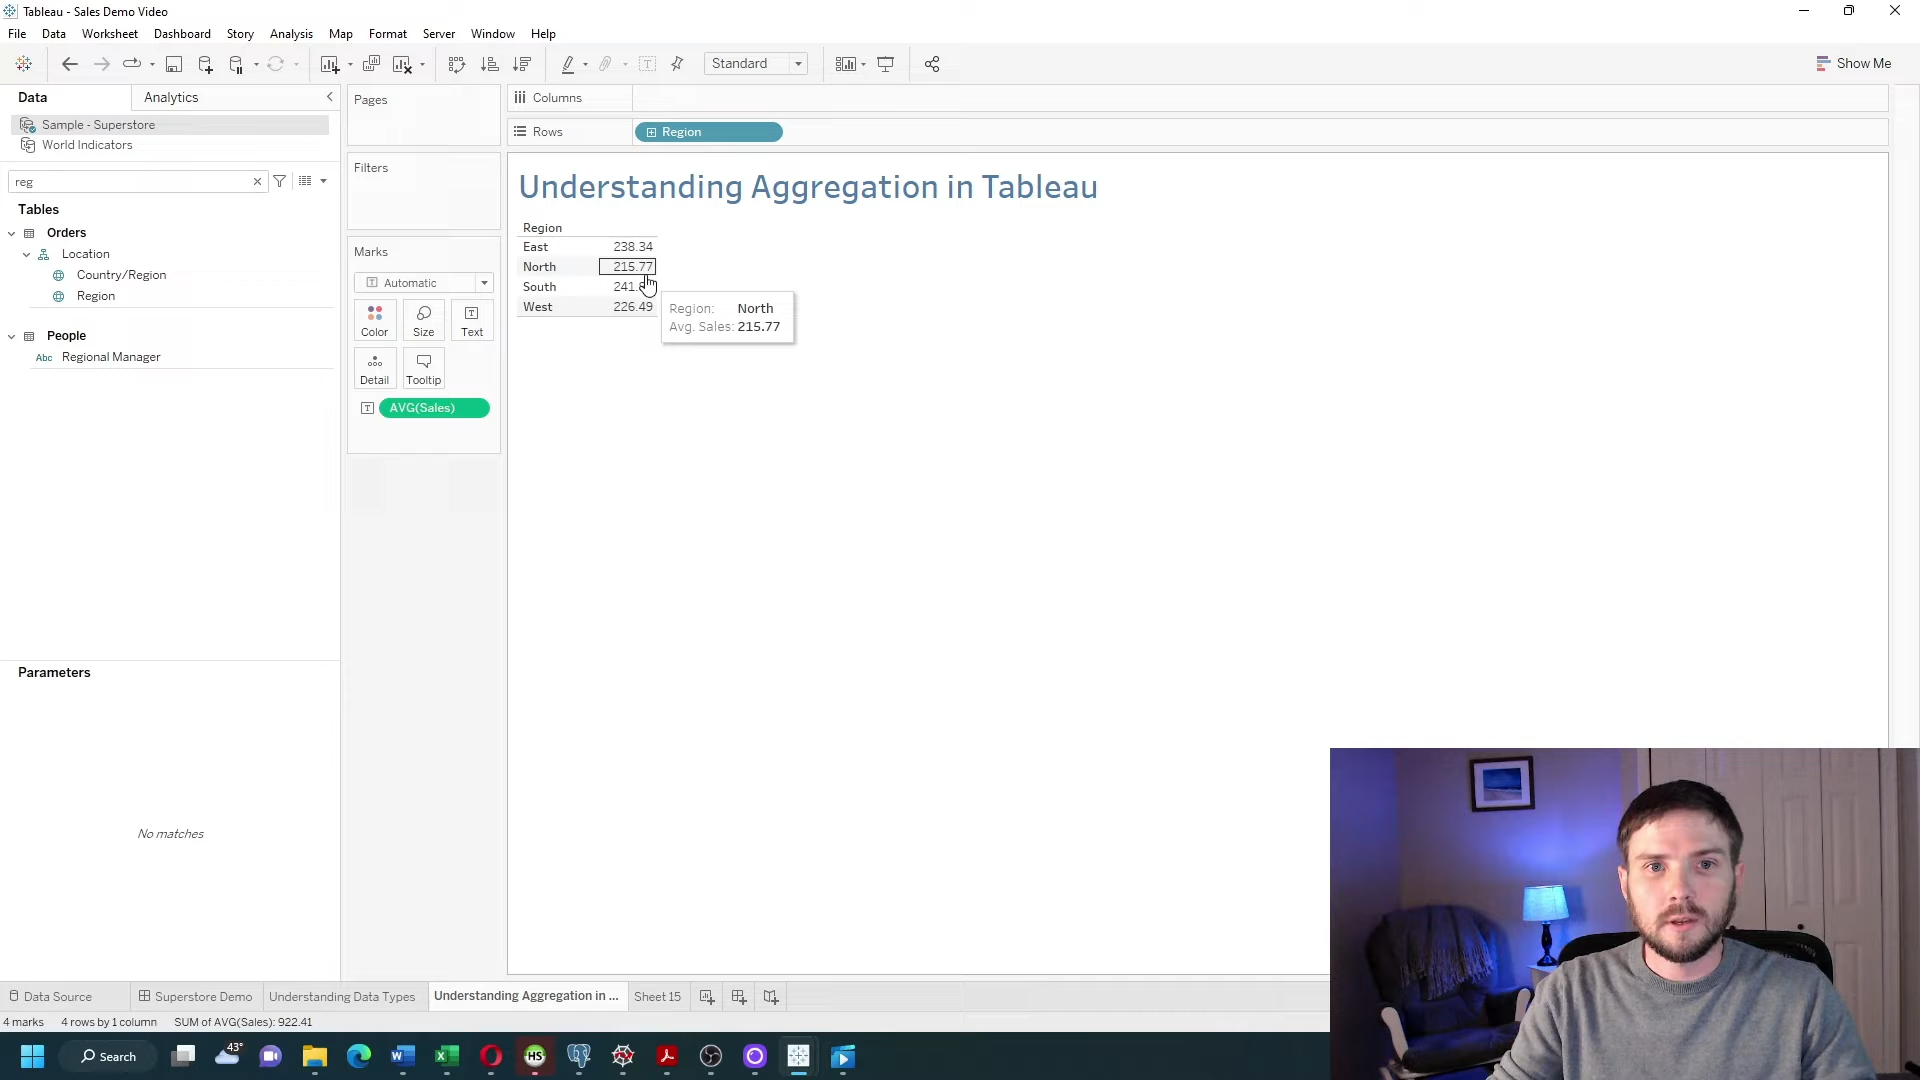 Tableau - Sales Demo Video
File Data Worksheet Dashboard Story Analysis Map Format Server Window Help
Standard
Show Me
Data Analytics
Sample - Superstore
World Indicators
reg
Tables
Orders
Location
Country/Region
Region
People
Abc Regional Manager
Parameters
No matches
Pages
Filters
Marks
Automatic
Color Size Text
Detail Tooltip
AVG(Sales)
Columns
Rows Region
Understanding Aggregation in Tableau
Region
East 238.34
North 215.77
South 241.
West 226.49
Region: North
Avg. Sales: 215.77
Data Source Superstore Demo Understanding Data Types Understanding Aggregation in ... Sheet 15
4 marks 4 rows by 1 column SUM of AVG(Sales): 922.41
Search 43° HS